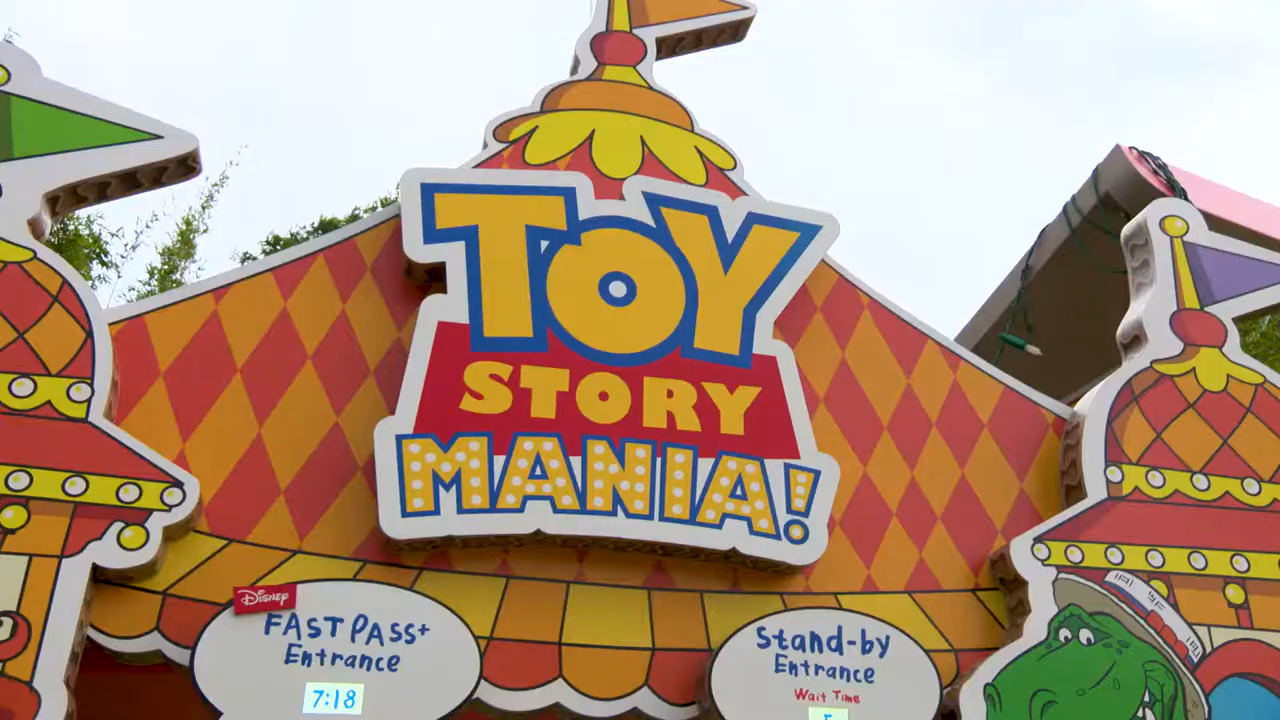 TOY
STORY
MANIA!
Disney
FASTPASS+
Entrance
7:18
Stand-by
Entrance
Wait Time